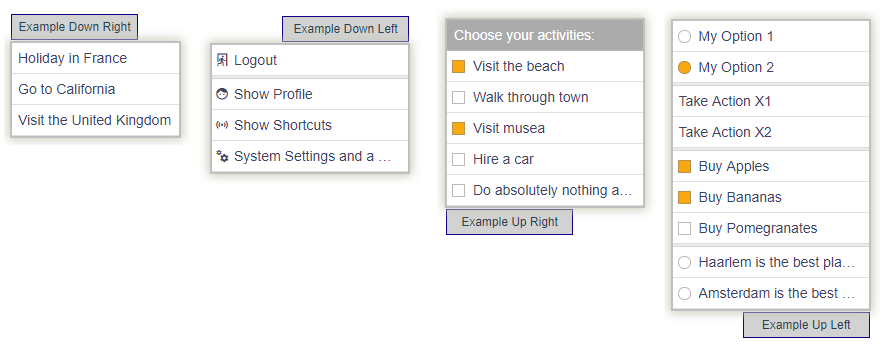 Example Down Right
Holiday in France
Go to California
Visit the United Kingdom
Example Down Left
Logout
Show Profile
Show Shortcuts
System Settings and a ...
Choose your activities:
Visit the beach
Walk through town
Visit musea
Hire a car
Do absolutely nothing a...
Example Up Right
My Option 1
My Option 2
Take Action X1
Take Action X2
Buy Apples
Buy Bananas
Buy Pomegranates
Haarlem is the best pla...
Amsterdam is the best ...
Example Up Left